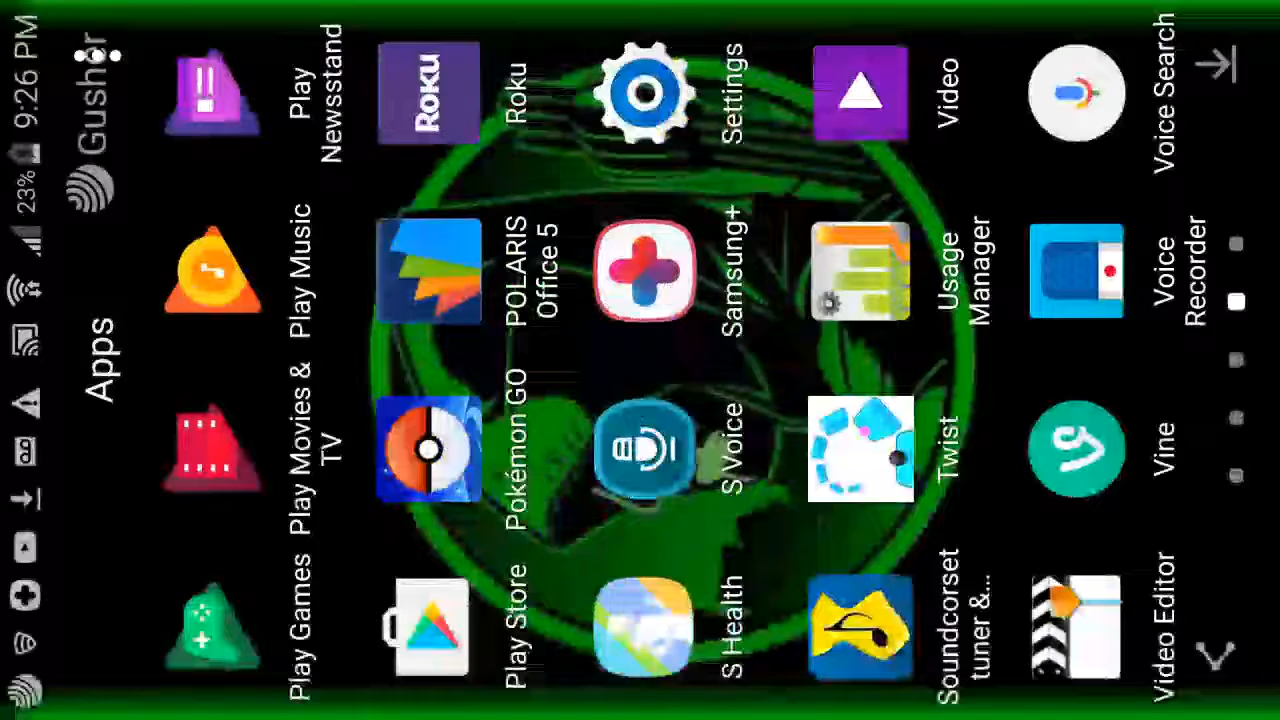 23% 9:26 PM
Gusher
Apps
Play Games
Play Movies &
TV
Play Music
Play
Newsstand
Play Store
Pokémon GO
POLARIS
Office 5
ROKU
Roku
S Health
S Voice
Samsung+
Settings
Soundcorset
tuner &...
Twist
Usage
Manager
Video
Video Editor
Vine
Voice
Recorder
Voice Search